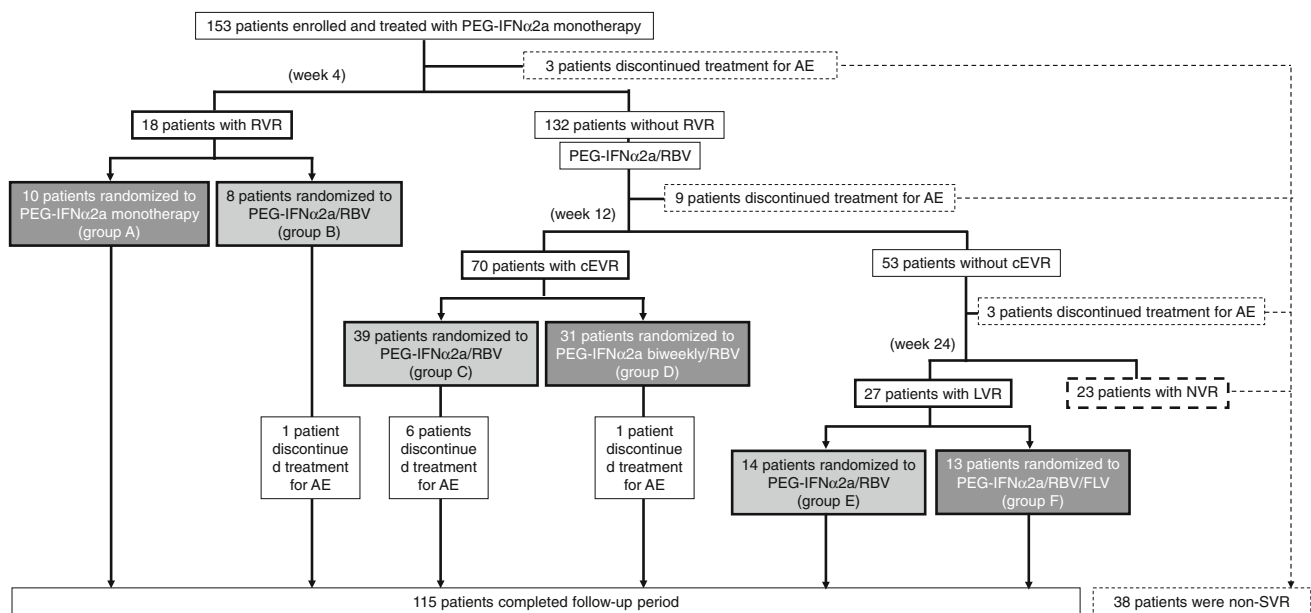 153 patients enrolled and treated with PEG-IFNα2a monotherapy
3 patients discontinued treatment for AE
(week 4)
18 patients with RVR
132 patients without RVR
PEG-IFNα2a/RBV
10 patients randomized to
PEG-IFNα2a monotherapy
(group A)
8 patients randomized to
PEG-IFNα2a/RBV
(group B)
9 patients discontinued treatment for AE
(week 12)
70 patients with cEVR
53 patients without cEVR
3 patients discontinued treatment for AE
39 patients randomized to
PEG-IFNα2a/RBV
(group C)
31 patients randomized to
PEG-IFNα2a biweekly/RBV
(group D)
(week 24)
27 patients with LVR
23 patients with NVR
1 patient
discontinue
d treatment
for AE
6 patients
discontinue
d treatment
for AE
1 patient
discontinue
d treatment
for AE
14 patients randomized to
PEG-IFNα2a/RBV
(group E)
13 patients randomized to
PEG-IFNα2a/RBV/FLV
(group F)
115 patients completed follow-up period
38 patients were non-SVR